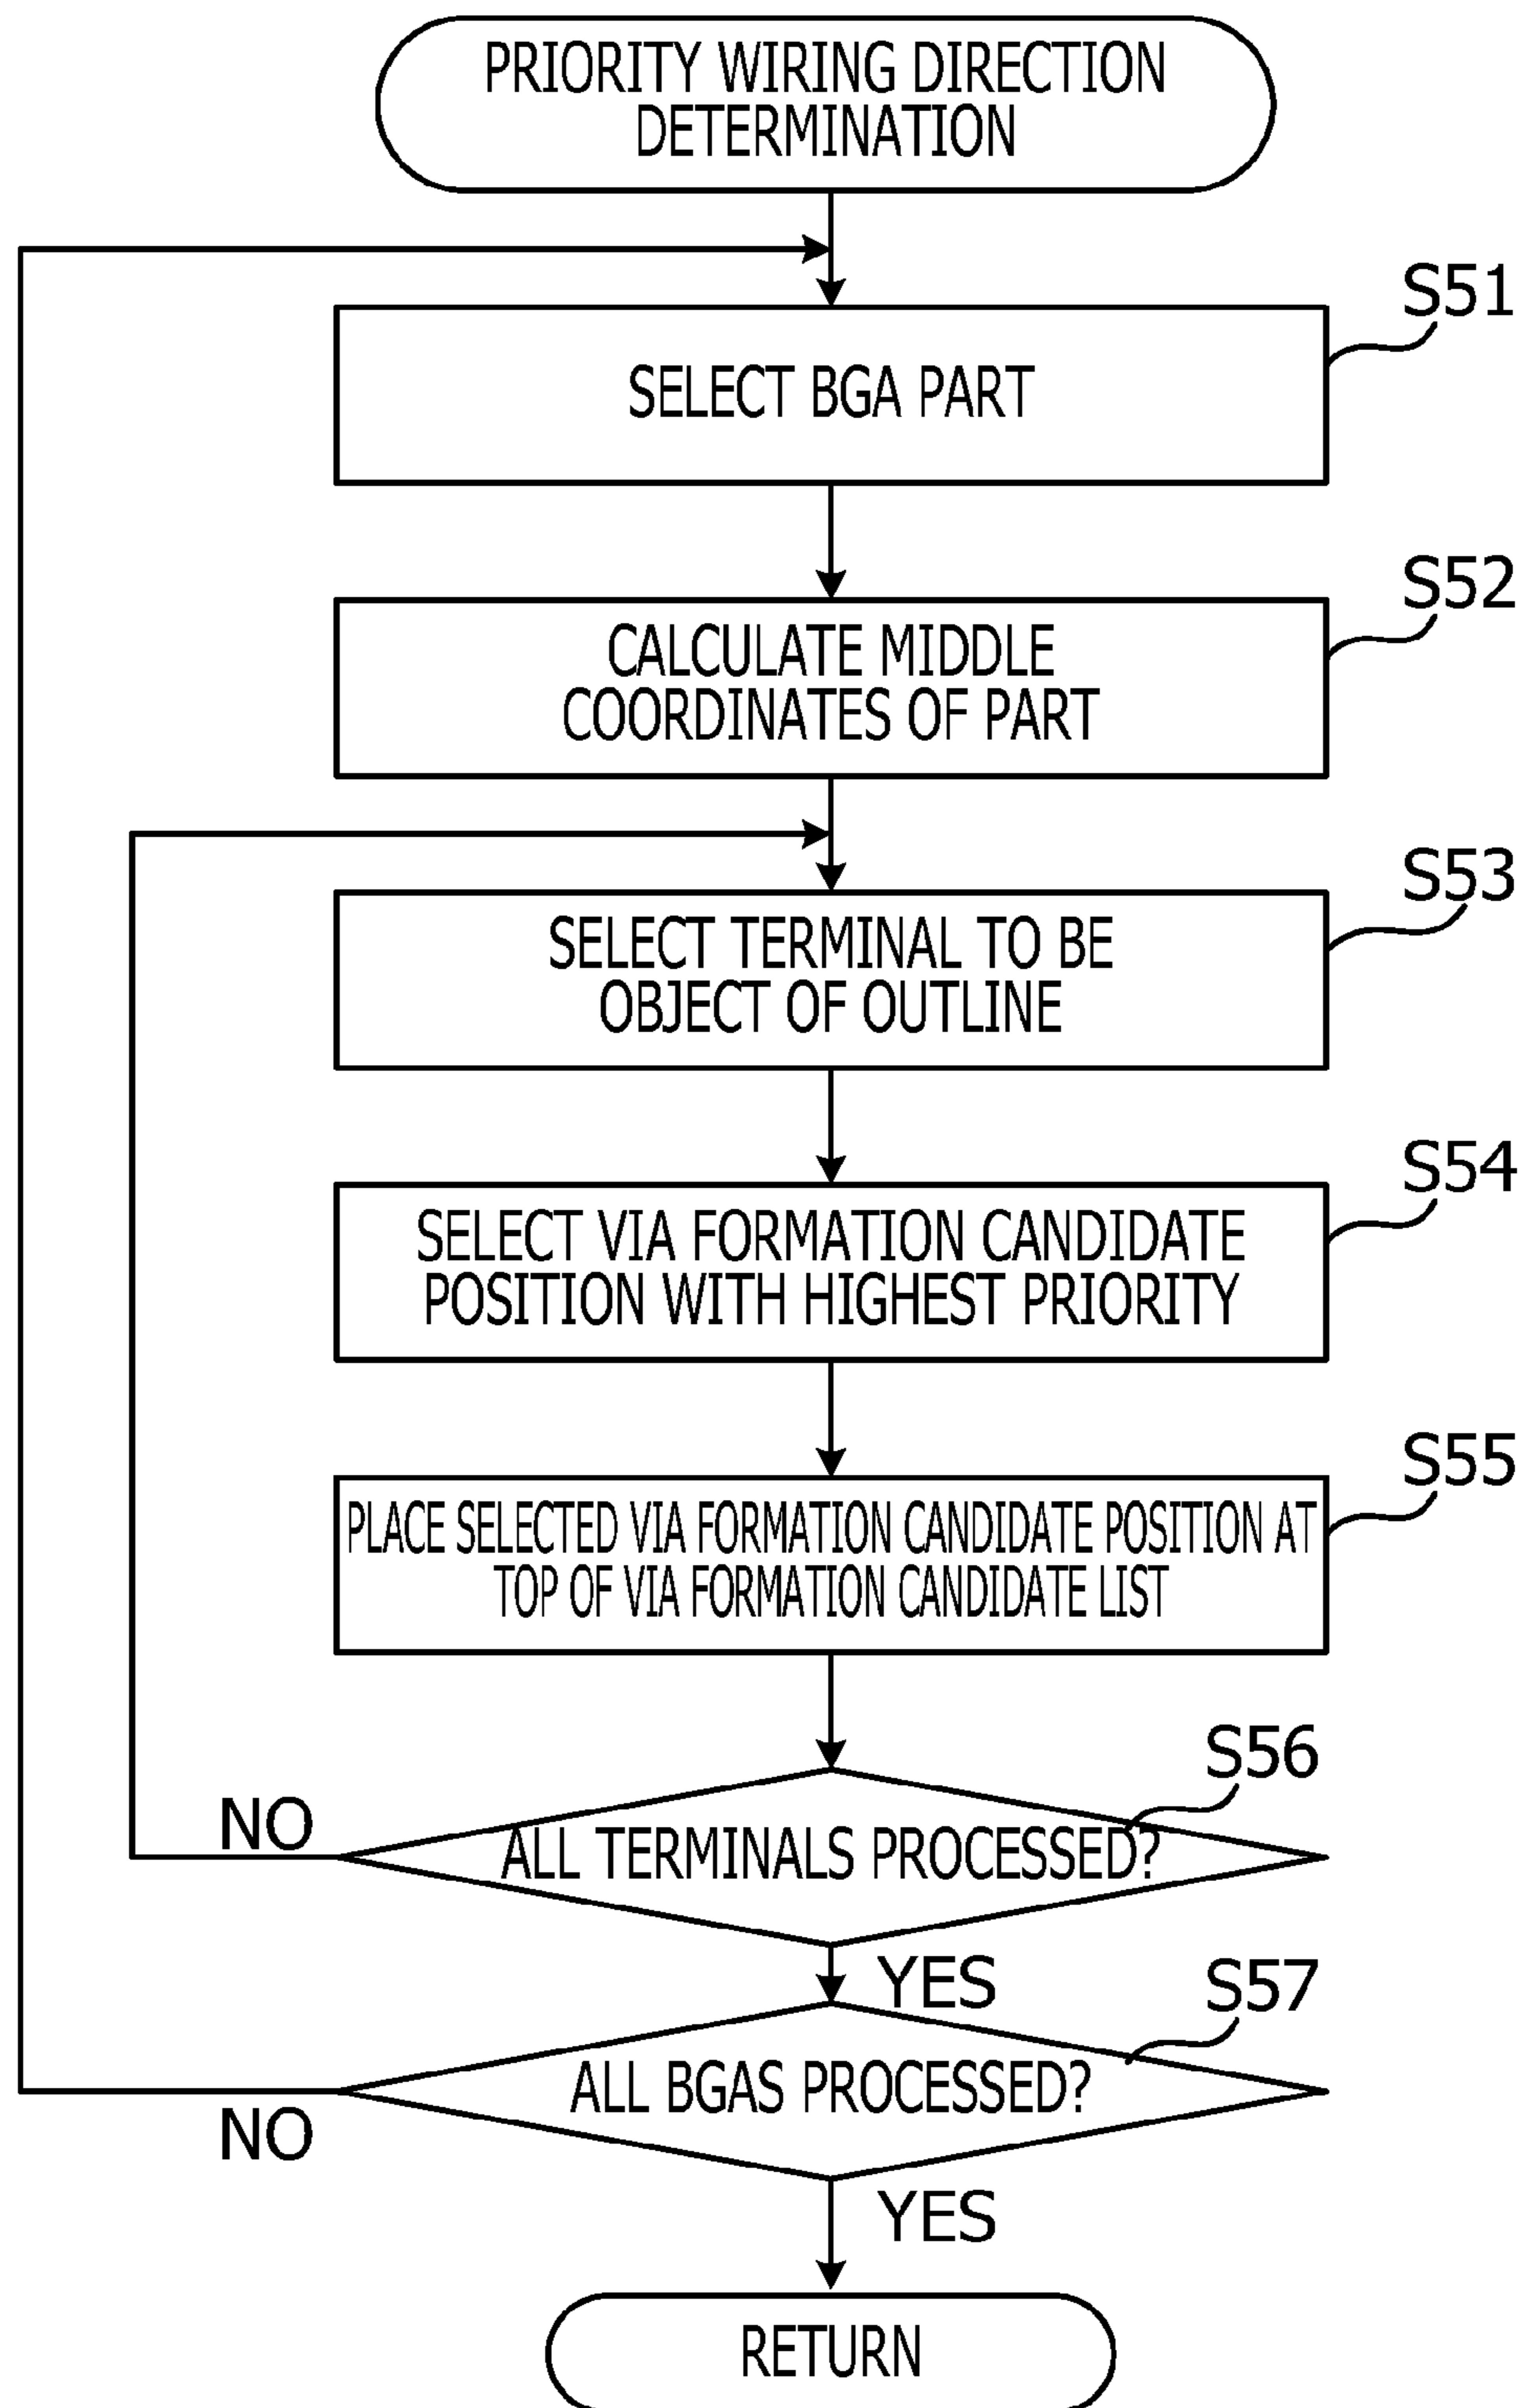 PRIORITY WIRING DIRECTION
DETERMINATION
S51
SELECT BGA PART
S52
CALCULATE MIDDLE
COORDINATES OF PART
S53
SELECT TERMINAL TO BE
OBJECT OF OUTLINE
S54
SELECT VIA FORMATION CANDIDATE
POSITION WITH HIGHEST PRIORITY
S55
PLACE SELECTED VIA FORMATION CANDIDATE POSITION AT
TOP OF VIA FORMATION CANDIDATE LIST
S56
NO
ALL TERMINALS PROCESSED?
YES
S57
ALL BGAS PROCESSED?
NO
YES
RETURN